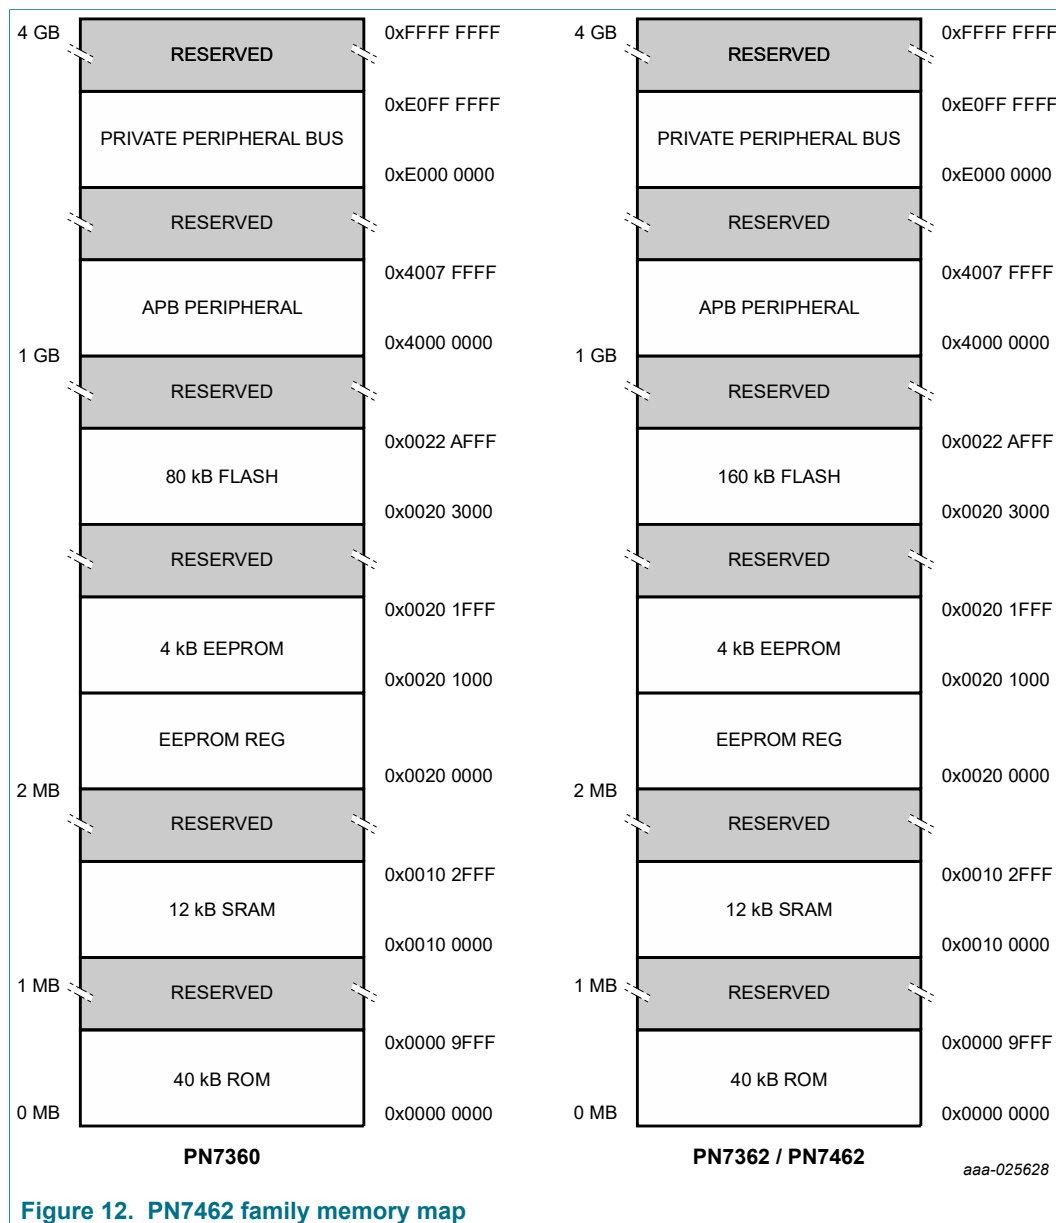 4 GB
RESERVED
0xFFFF FFFF
0xE0FF FFFF
PRIVATE PERIPHERAL BUS
0xE000 0000
RESERVED
0x4007 FFFF
APB PERIPHERAL
0x4000 0000
1 GB
RESERVED
0x0022 AFFF
80 kB FLASH
0x0020 3000
RESERVED
0x0020 1FFF
4 kB EEPROM
0x0020 1000
EEPROM REG
0x0020 0000
2 MB
RESERVED
0x0010 2FFF
12 kB SRAM
0x0010 0000
1 MB
RESERVED
0x0000 9FFF
40 kB ROM
0 MB
0x0000 0000
PN7360
4 GB
RESERVED
0xFFFF FFFF
0xE0FF FFFF
PRIVATE PERIPHERAL BUS
0xE000 0000
RESERVED
0x4007 FFFF
APB PERIPHERAL
0x4000 0000
1 GB
RESERVED
0x0022 AFFF
160 kB FLASH
0x0020 3000
RESERVED
0x0020 1FFF
4 kB EEPROM
0x0020 1000
EEPROM REG
0x0020 0000
2 MB
RESERVED
0x0010 2FFF
12 kB SRAM
0x0010 0000
1 MB
RESERVED
0x0000 9FFF
40 kB ROM
0 MB
0x0000 0000
PN7362 / PN7462
aaa-025628
Figure 12. PN7462 family memory map